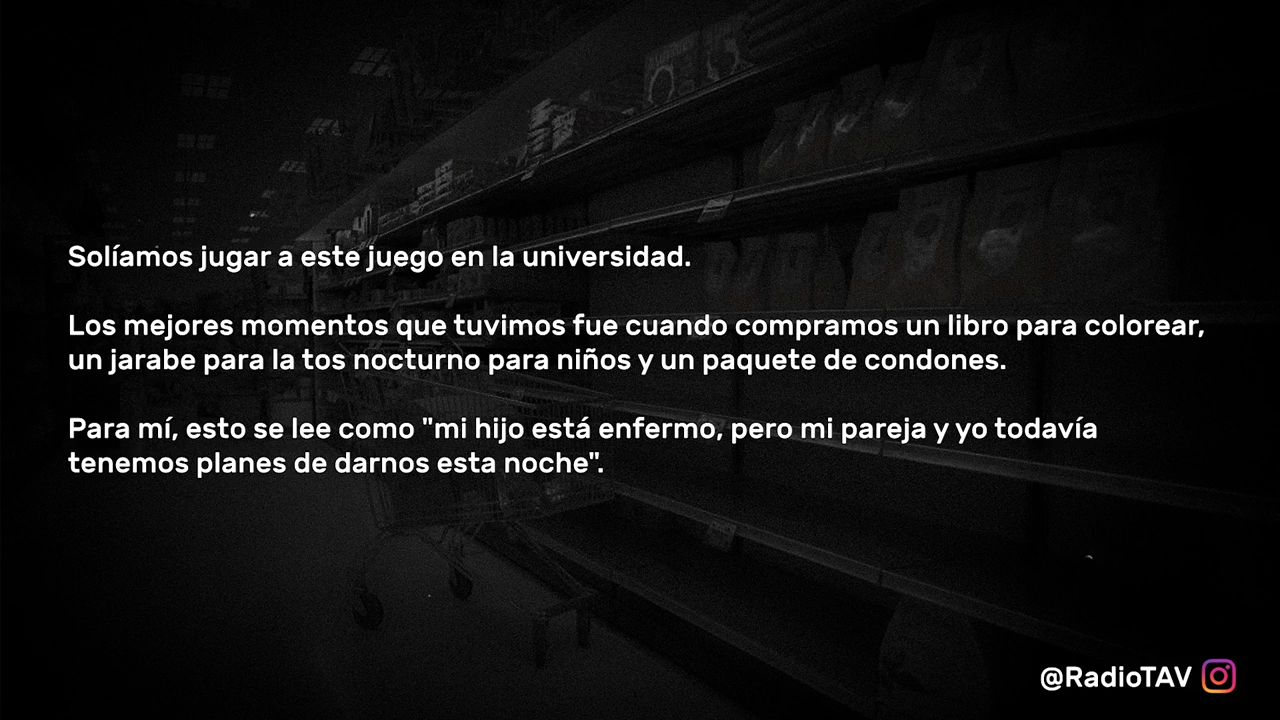 Solíamos jugar a este juego en la universidad.
Los mejores momentos que tuvimos fue cuando compramos un libro para colorear,
un jarabe para la tos nocturno para niños y un paquete de condones.
Para mí, esto se lee como "mi hijo está enfermo, pero mi pareja y yo todavía
tenemos planes de darnos esta noche".
@RadioTAV